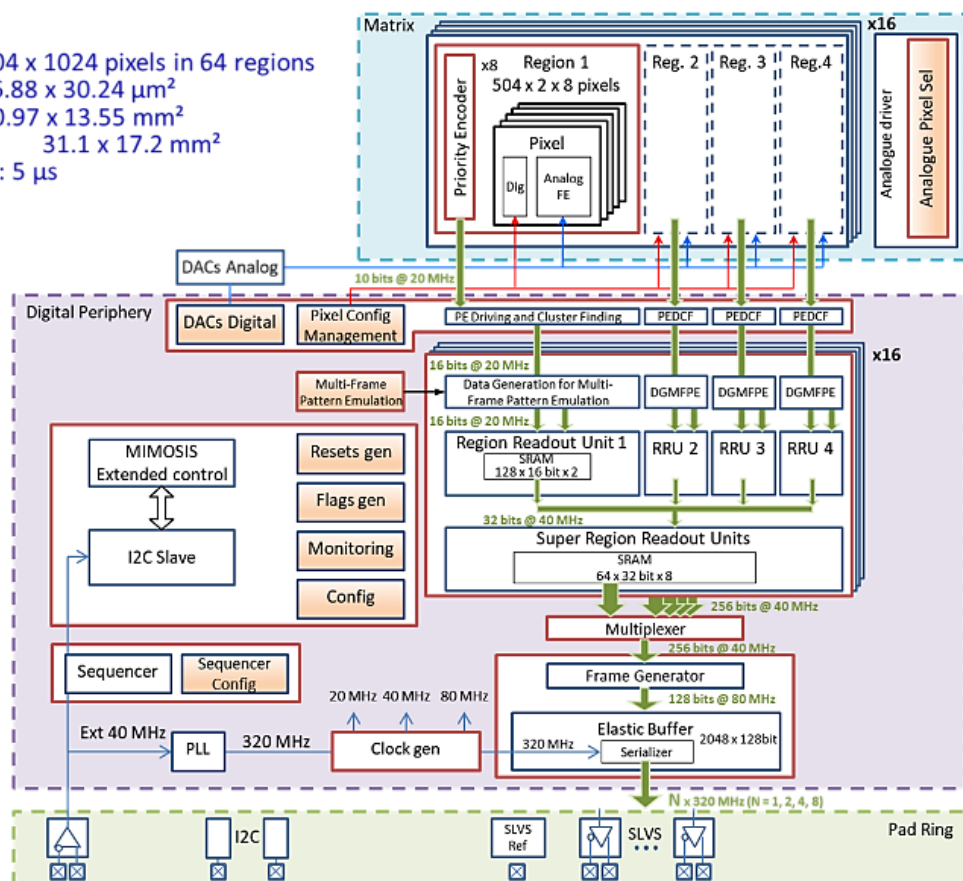 Matrix
x16
04 x 1024 pixels in 64 regions
5.88 x 30.24 µm²
0.97 x 13.55 mm²
31.1 x 17.2 mm²
: 5 µs
Priority Encoder
x8
Region 1
504 x 2 x 8 pixels
Pixel
Dig
Analog
FE
Reg. 2
Reg. 3
Reg.4
Analogue driver
Analogue Pixel Sel
DACs Analog
10 bits @ 20 MHz
Digital Periphery
DACs Digital
Pixel Config
Management
PE Driving and Cluster Finding
PEDCF
PEDCF
PEDCF
x16
16 bits @ 20 MHz
Multi-Frame
Pattern Emulation
Data Generation for Multi-
Frame Pattern Emulation
DGMFPE
DGMFPE
DGMFPE
16 bits @ 20 MHz
Region Readout Unit 1
SRAM
128 x 16 bit x 2
RRU 2
RRU 3
RRU 4
32 bits @ 40 MHz
Super Region Readout Units
SRAM
64 x 32 bit x 8
MIMOSIS
Extended control
I2C Slave
Resets gen
Flags gen
Monitoring
Config
256 bits @ 40 MHz
Multiplexer
256 bits @ 40 MHz
Sequencer
Sequencer
Config
Frame Generator
128 bits @ 80 MHz
20 MHz
40 MHz
80 MHz
Elastic Buffer
2048 x 128bit
Serializer
Ext 40 MHz
PLL
320 MHz
Clock gen
320 MHz
N x 320 MHz (N = 1, 2, 4, 8)
Pad Ring
I2C
SLVS
Ref
SLVS